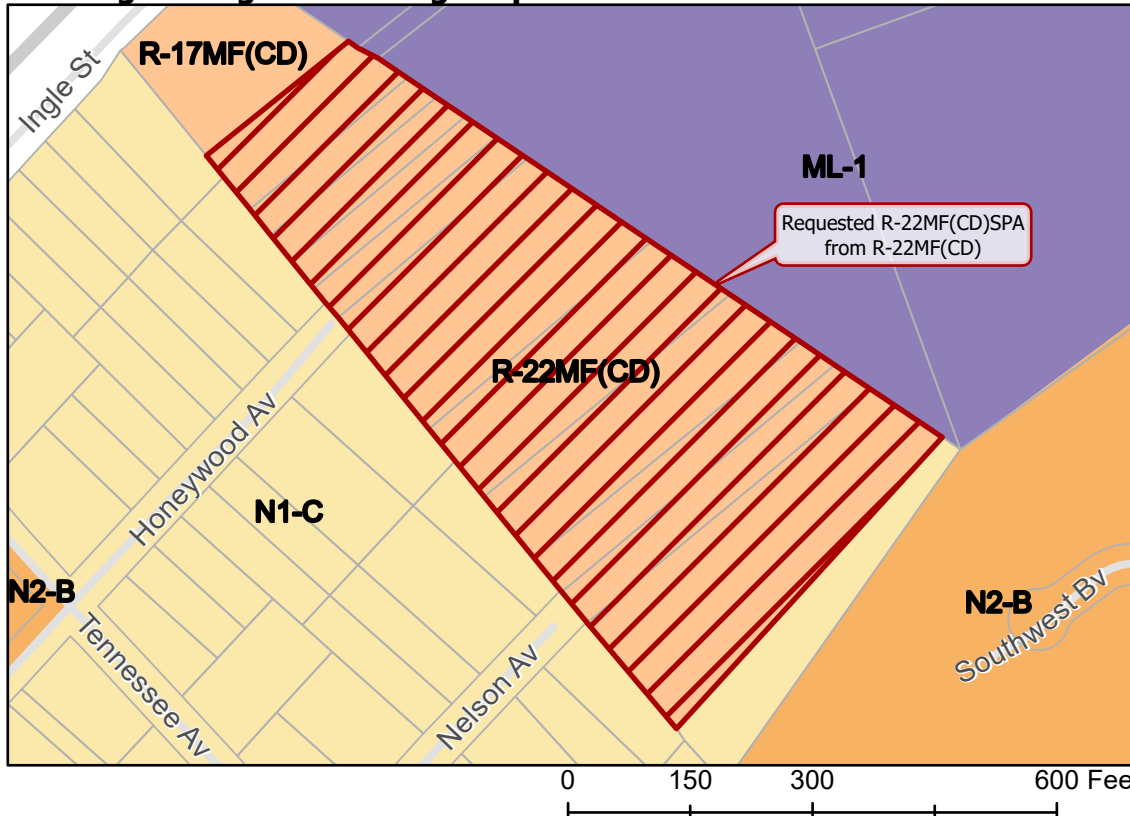 R-17MF(CD)
Ingle St
ML-1
Requested R-22MF(CD)SPA
from R-22MF(CD)
R-22MF(CD)
Honeywood Av
N1-C
N2-B
N2-B
Southwest Bv
Tennessee Av
Nelson Av
0 150 300 600 Fee